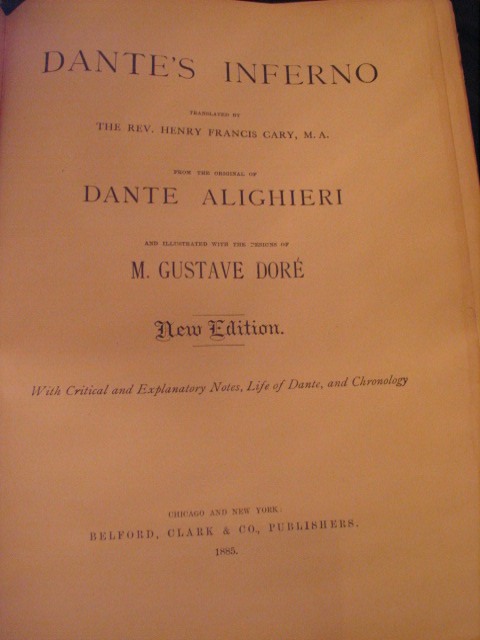 DANTE'S INFERNO
TRANSLATED BY
THE REV. HENRY FRANCIS CARY, M. A.
FROM THE ORIGINAL OF
DANTE ALIGHIERI
AND ILLUSTRATED WITH THE DESIGNS OF
M. GUSTAVE DORÉ
New Edition.
With Critical and Explanatory Notes, Life of Dante, and Chronology
CHICAGO AND NEW YORK:
BELFORD, CLARK & CO., PUBLISHERS.
1885.